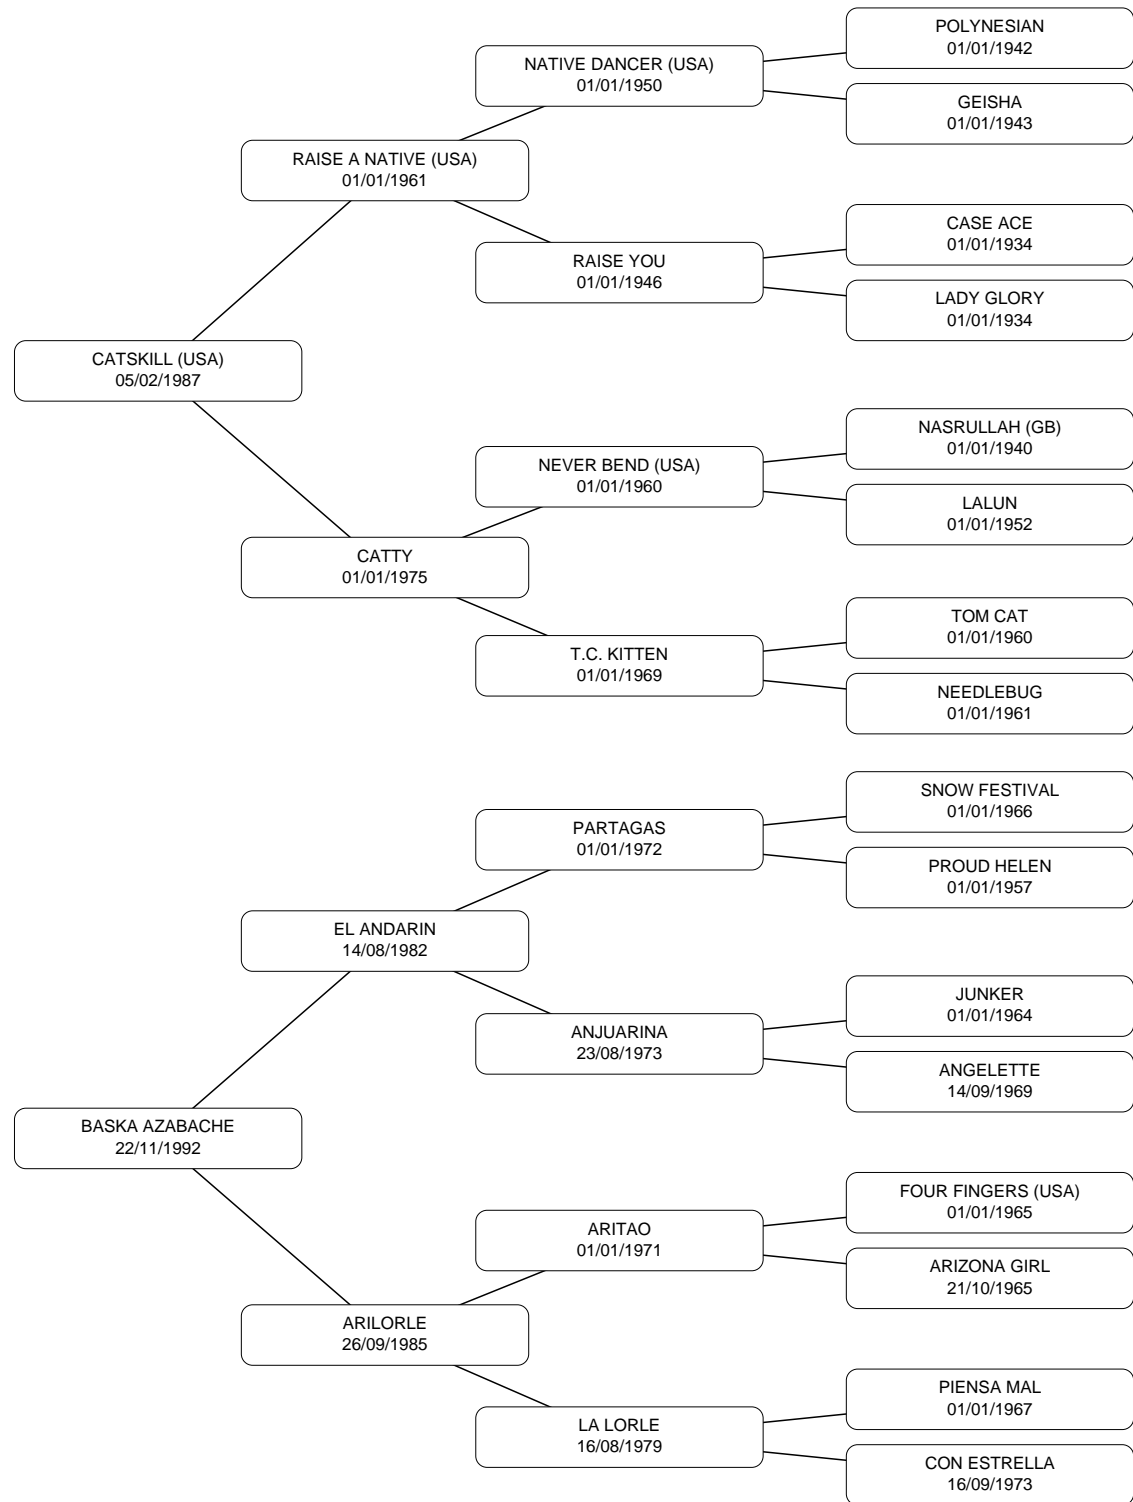 POLYNESIAN
01/01/1942
NATIVE DANCER (USA)
01/01/1950
GEISHA
01/01/1943
RAISE A NATIVE (USA)
01/01/1961
CASE ACE
01/01/1934
RAISE YOU
01/01/1946
LADY GLORY
01/01/1934
CATSKILL (USA)
05/02/1987
NASRULLAH (GB)
01/01/1940
NEVER BEND (USA)
01/01/1960
LALUN
01/01/1952
CATTY
01/01/1975
TOM CAT
01/01/1960
T.C. KITTEN
01/01/1969
NEEDLEBUG
01/01/1961
SNOW FESTIVAL
01/01/1966
PARTAGAS
01/01/1972
PROUD HELEN
01/01/1957
EL ANDARIN
14/08/1982
JUNKER
01/01/1964
ANJUARINA
23/08/1973
ANGELETTE
14/09/1969
BASKA AZABACHE
22/11/1992
FOUR FINGERS (USA)
01/01/1965
ARITAO
01/01/1971
ARIZONA GIRL
21/10/1965
ARILORLE
26/09/1985
PIENSA MAL
01/01/1967
LA LORLE
16/08/1979
CON ESTRELLA
16/09/1973